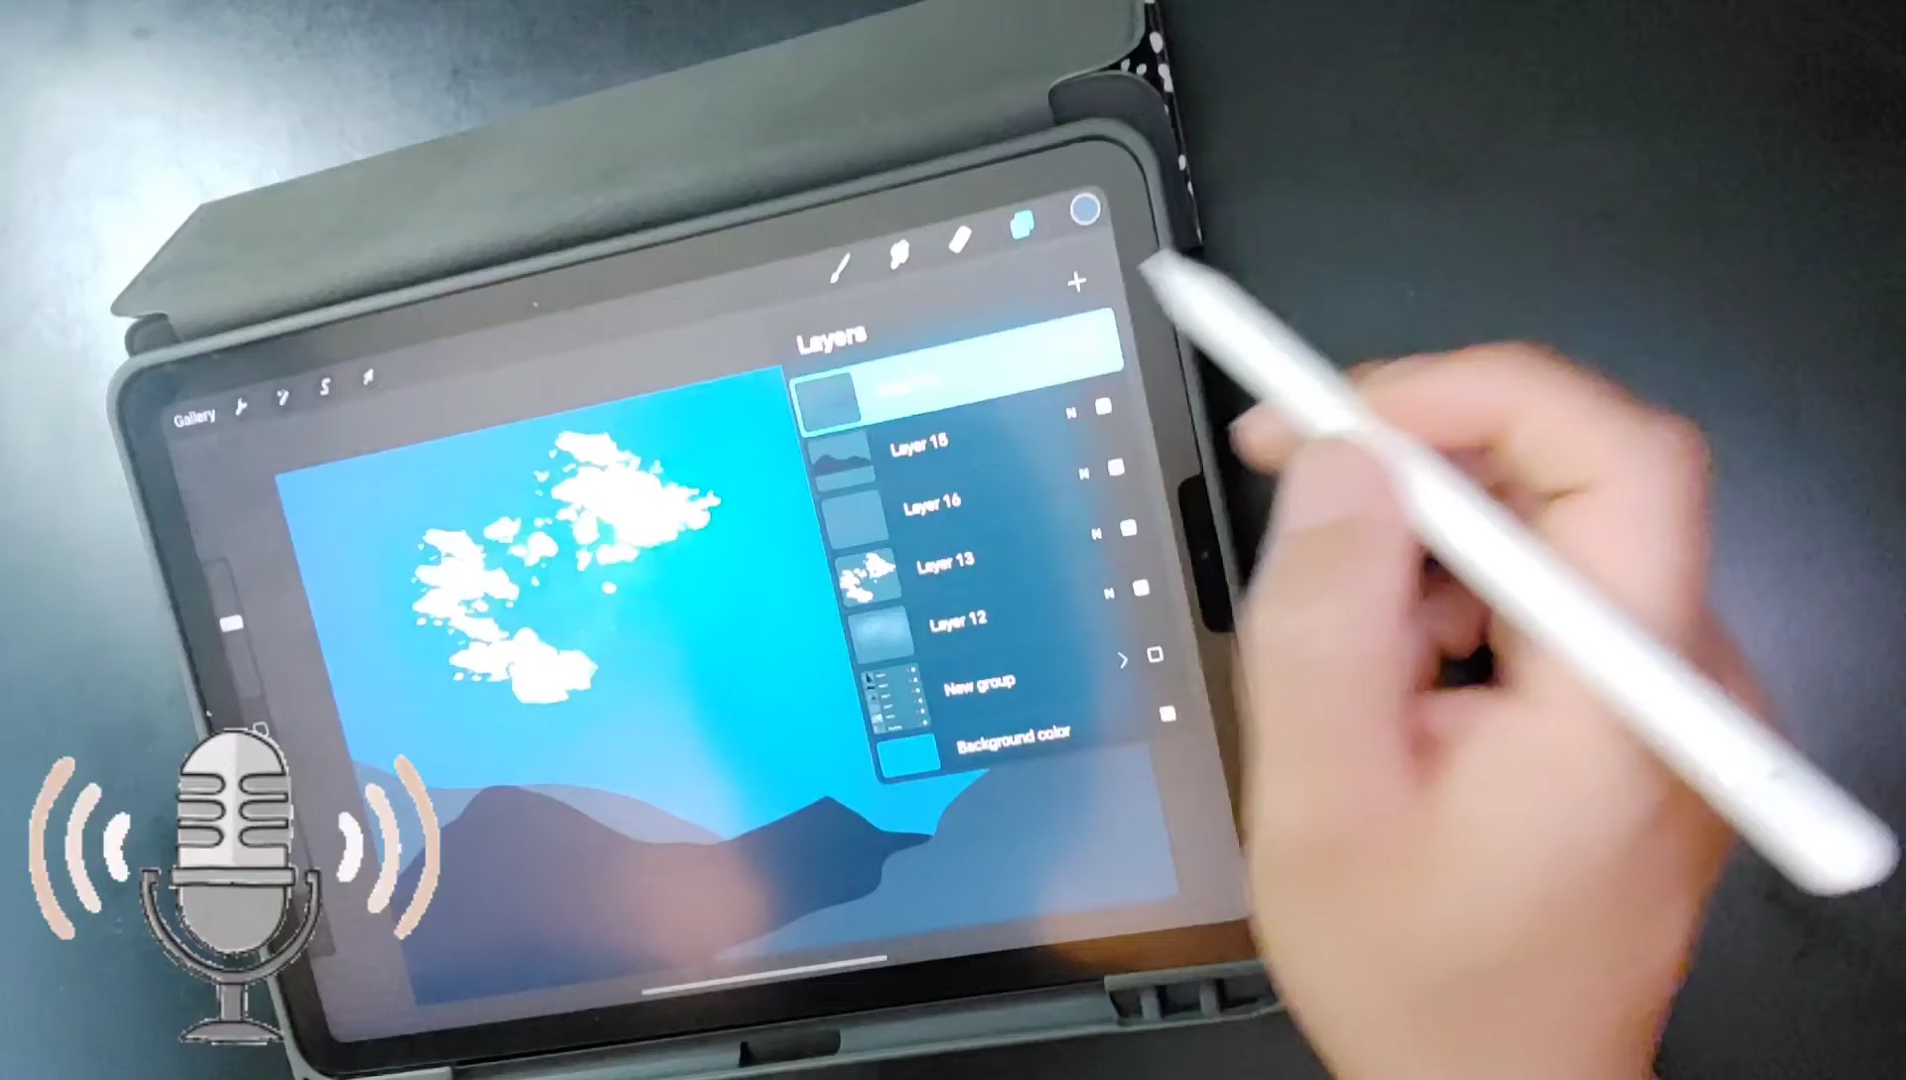 Gallery
Layers
N
Layer 15
N
Layer 16
N
Layer 13
N
Layer 12
New group
Background color